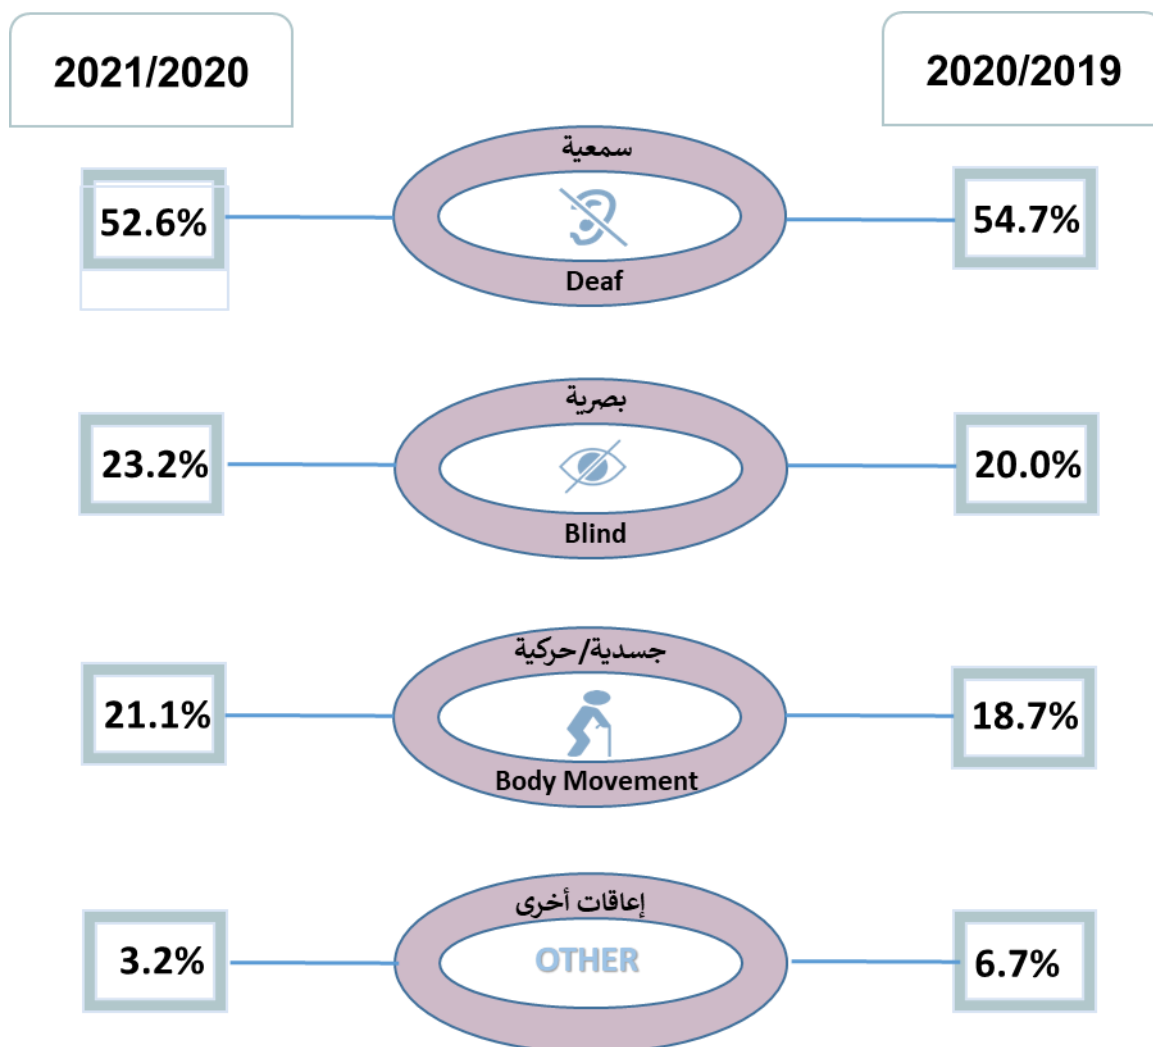 2021/2020
2020/2019
سمعية
52.6%
54.7%
Deaf
بصرية
23.2%
20.0%
Blind
جسدية/حركية
21.1%
18.7%
Body Movement
إعاقات أخرى
3.2%
OTHER
6.7%